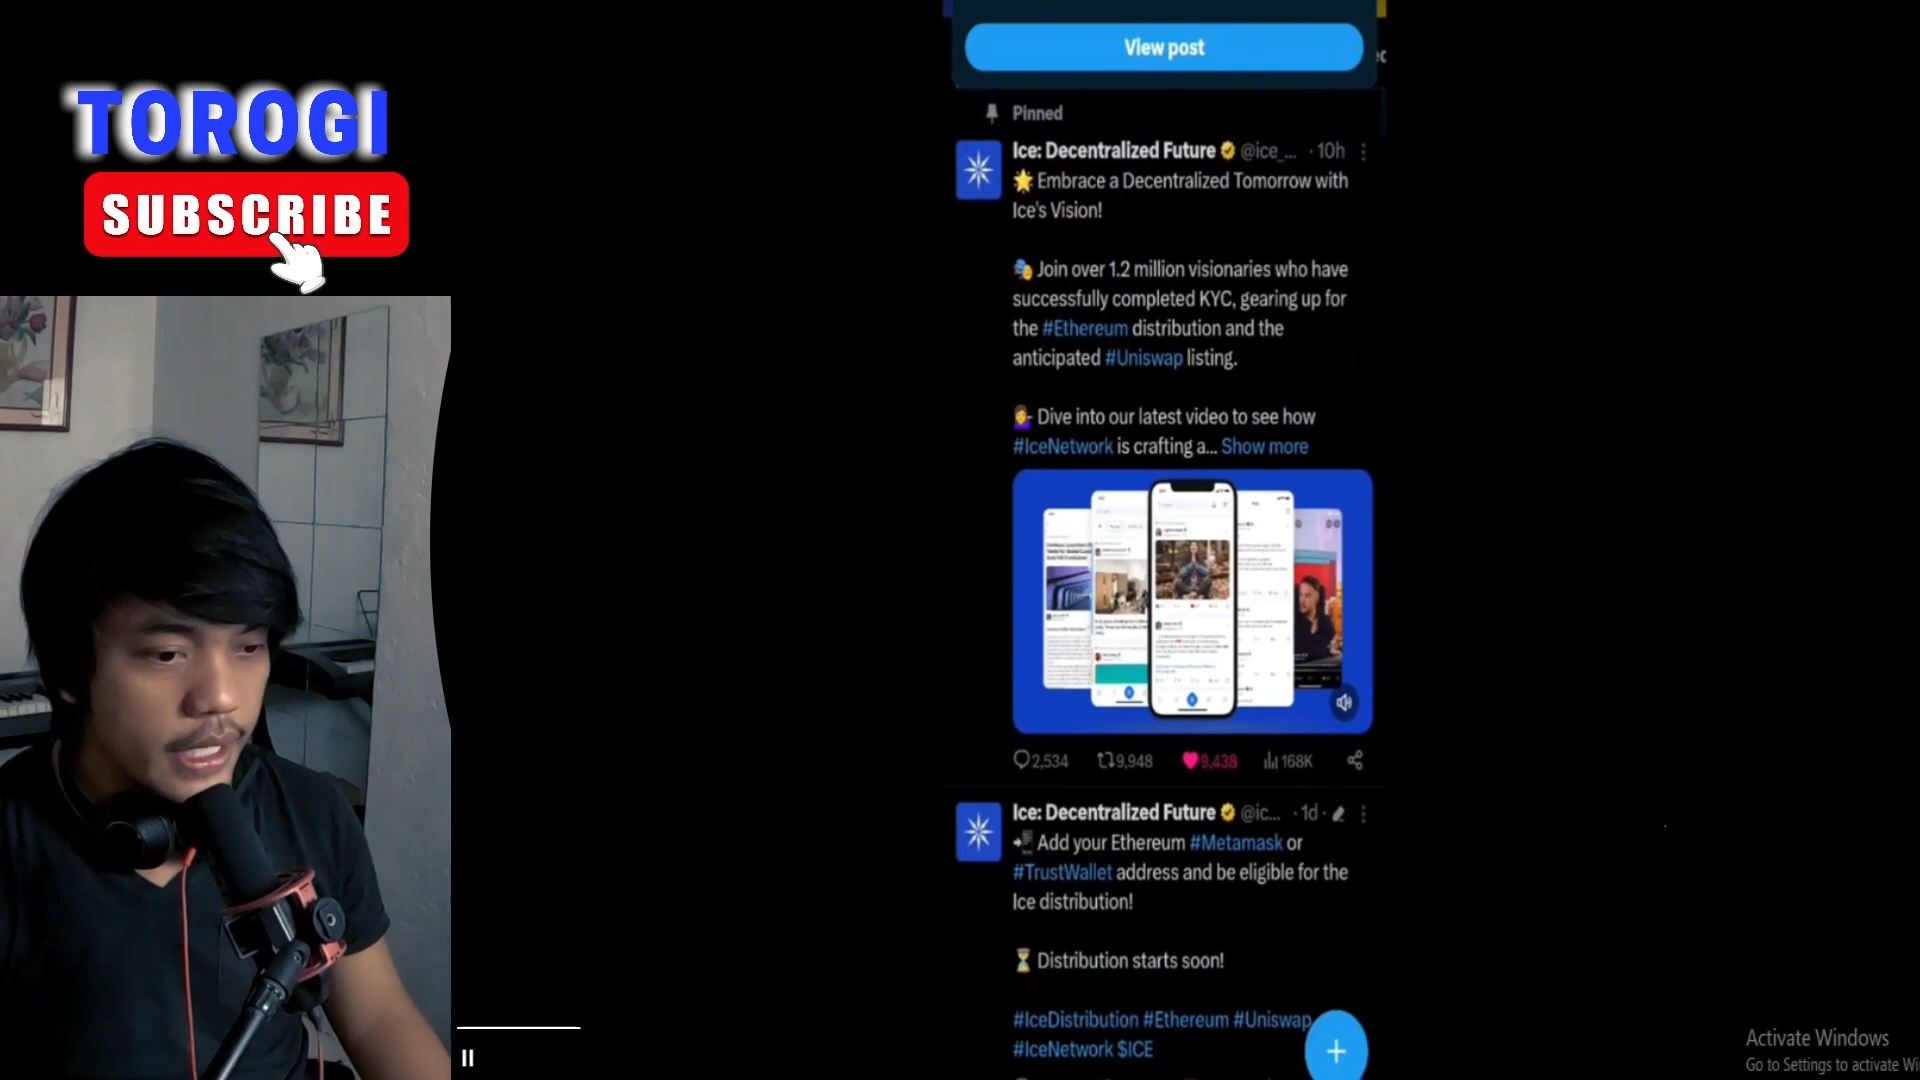 TOROGI
SUBSCRIBE
View post
Pinned
Ice: Decentralized Future @ice_... · 10h
🌟 Embrace a Decentralized Tomorrow with
Ice's Vision!
🎭 Join over 1.2 million visionaries who have
successfully completed KYC, gearing up for
the #Ethereum distribution and the
anticipated #Uniswap listing.
💁‍♀️ Dive into our latest video to see how
#IceNetwork is crafting a... Show more
2,534 9,948 9,438 168K
Ice: Decentralized Future @ic... · 1d ·
📲 Add your Ethereum #Metamask or
#TrustWallet address and be eligible for the
Ice distribution!
⏳ Distribution starts soon!
#IceDistribution #Ethereum #Uniswap
#IceNetwork $ICE
Activate Windows
Go to Settings to activate Wi